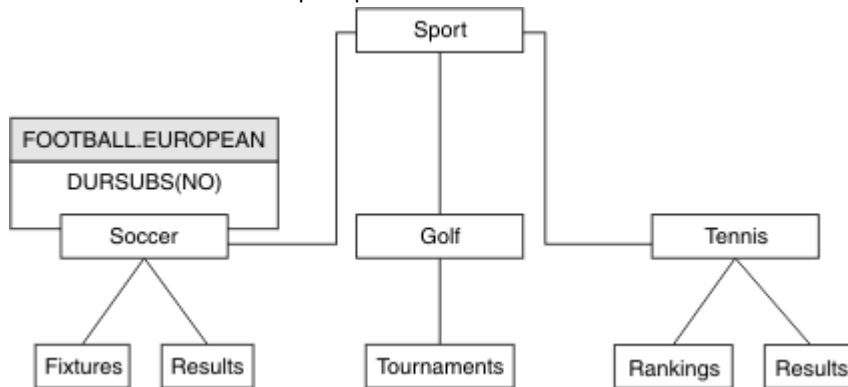 Sport
FOOTBALL.EUROPEAN
DURSUBS(NO)
Soccer
Golf
Tennis
Fixtures
Results
Tournaments
Rankings
Results